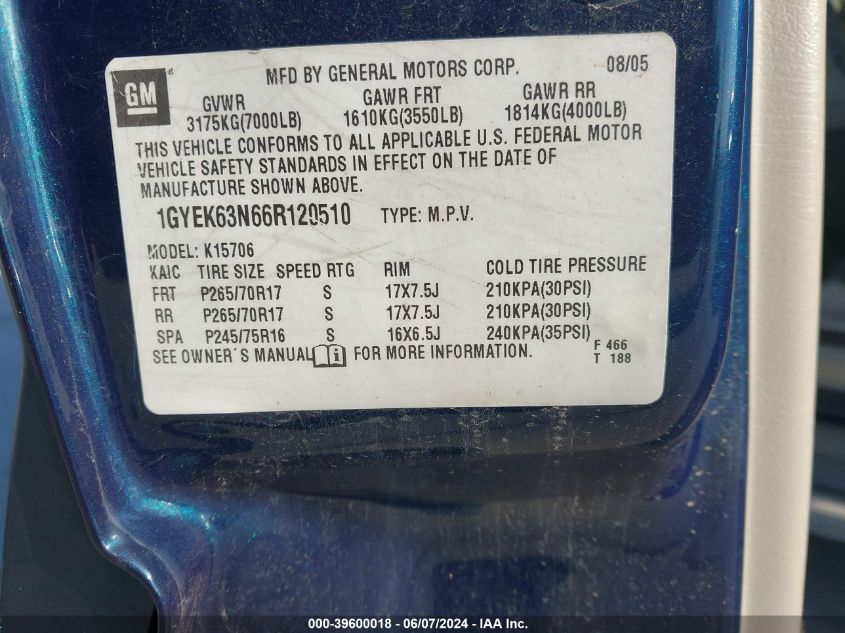 GM
MFD BY GENERAL MOTORS CORP. 08/05
GVWR GAWR FRT GAWR RR
3175KG(7000LB) 1610KG(3550LB) 1814KG(4000LB)
THIS VEHICLE CONFORMS TO ALL APPLICABLE U.S. FEDERAL MOTOR
VEHICLE SAFETY STANDARDS IN EFFECT ON THE DATE OF
MANUFACTURE SHOWN ABOVE.
1GYEK63N66R120510 TYPE: M.P.V.
MODEL: K15706
KAIC TIRE SIZE SPEED RTG RIM COLD TIRE PRESSURE
FRT P265/70R17 S 17X7.5J 210KPA(30PSI)
RR P265/70R17 S 17X7.5J 210KPA(30PSI)
SPA P245/75R16 S 16X6.5J 240KPA(35PSI)
SEE OWNER'S MANUAL i FOR MORE INFORMATION.
F 466
T 188
000-39600018 - 06/07/2024 - IAA Inc.